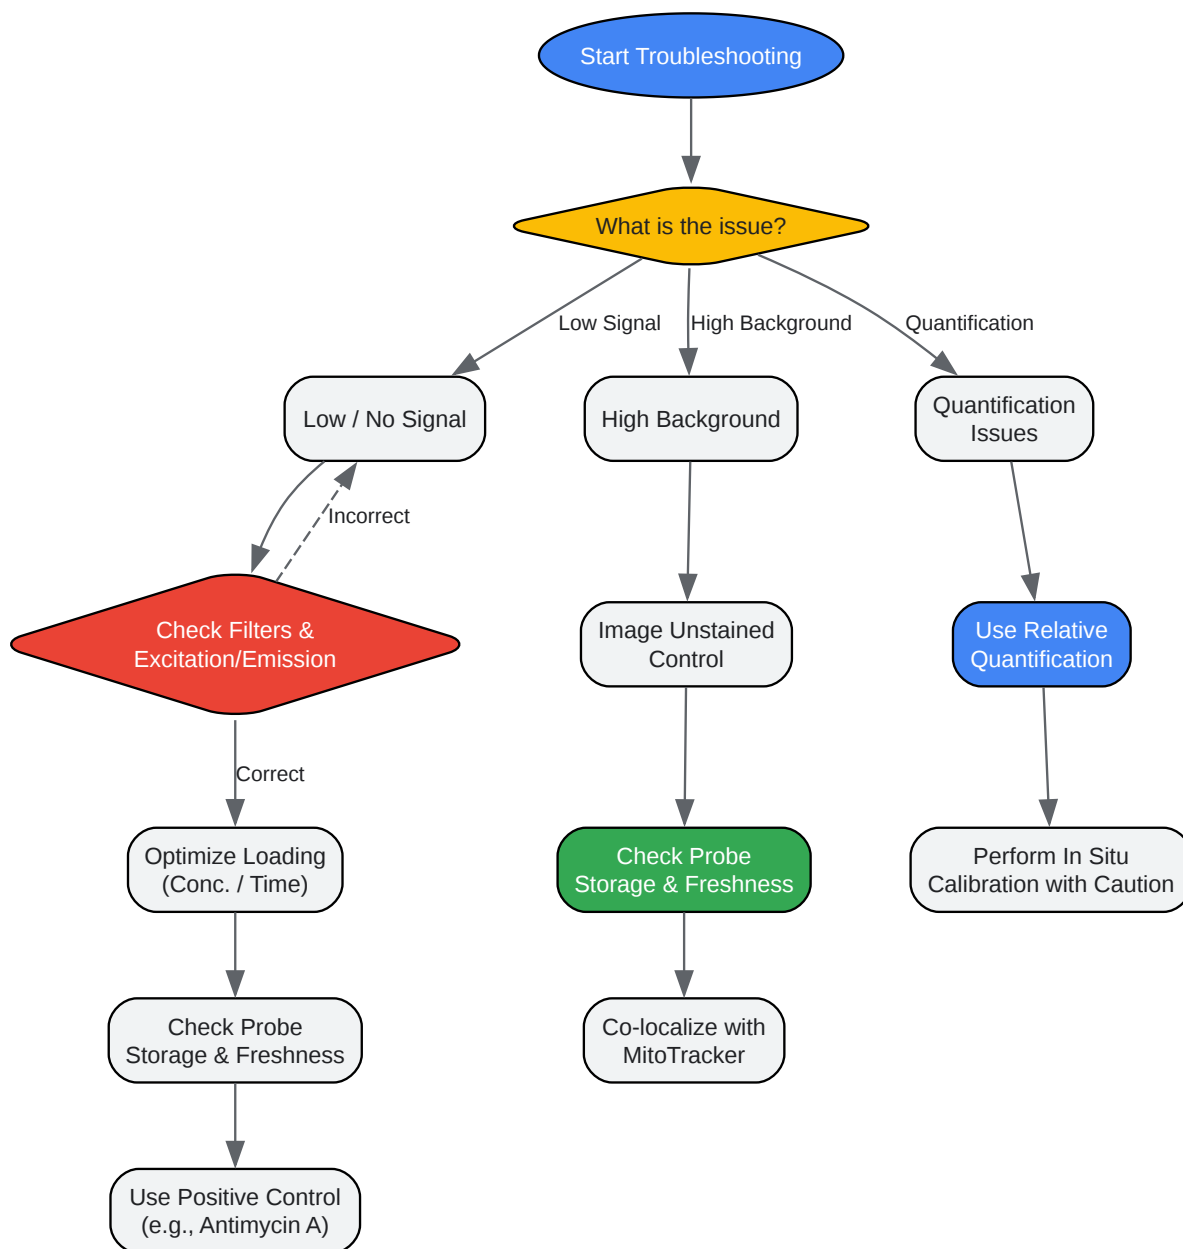 Start Troubleshooting
What is the issue?
Low Signal
High Background
Quantification
Low / No Signal
High Background
Quantification
Issues
Incorrect
Check Filters &
Excitation/Emission
Image Unstained
Control
Use Relative
Quantification
Correct
Optimize Loading
(Conc. / Time)
Check Probe
Storage & Freshness
Perform In Situ
Calibration with Caution
Check Probe
Storage & Freshness
Co-localize with
MitoTracker
Use Positive Control
(e.g., Antimycin A)